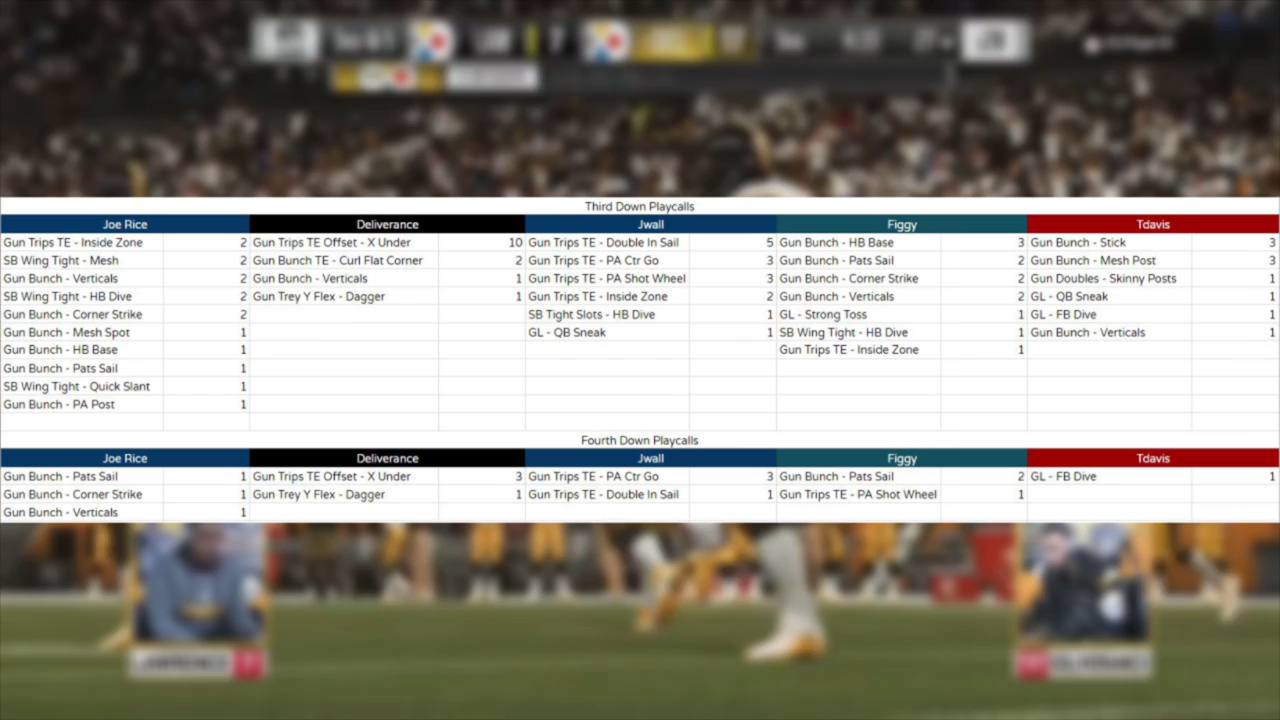 Third Down Playcalls
Joe Rice Deliverance Jwall Figgy Tdavis
Gun Trips TE - Inside Zone 2 Gun Trips TE Offset - X Under 10 Gun Trips TE - Double In Sail 5 Gun Bunch - HB Base 3 Gun Bunch - Stick 3
SB Wing Tight - Mesh 2 Gun Bunch TE - Curl Flat Corner 2 Gun Trips TE - PA Ctr Go 3 Gun Bunch - Pats Sail 2 Gun Bunch - Mesh Post 3
Gun Bunch - Verticals 2 Gun Bunch - Verticals 1 Gun Trips TE - PA Shot Wheel 3 Gun Bunch - Corner Strike 2 Gun Doubles - Skinny Posts 1
SB Wing Tight - HB Dive 2 Gun Trey Y Flex - Dagger 1 Gun Trips TE - Inside Zone 2 Gun Bunch - Verticals 2 GL - QB Sneak 1
Gun Bunch - Corner Strike 2 SB Tight Slots - HB Dive 1 GL - Strong Toss 1 GL - FB Dive 1
Gun Bunch - Mesh Spot 1 GL - QB Sneak 1 SB Wing Tight - HB Dive 1 Gun Bunch - Verticals 1
Gun Bunch - HB Base 1 Gun Trips TE - Inside Zone 1
Gun Bunch - Pats Sail 1
SB Wing Tight - Quick Slant 1
Gun Bunch - PA Post 1
Fourth Down Playcalls
Joe Rice Deliverance Jwall Figgy Tdavis
Gun Bunch - Pats Sail 1 Gun Trips TE Offset - X Under 3 Gun Trips TE - PA Ctr Go 3 Gun Bunch - Pats Sail 2 GL - FB Dive 1
Gun Bunch - Corner Strike 1 Gun Trey Y Flex - Dagger 1 Gun Trips TE - Double In Sail 1 Gun Trips TE - PA Shot Wheel 1
Gun Bunch - Verticals 1